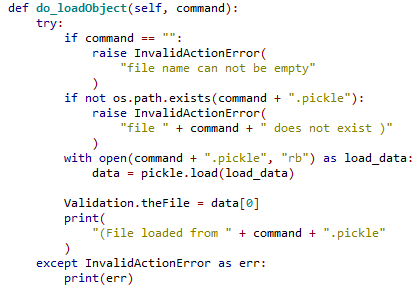 def do_loadObject(self, command):
    try:
        if command == "":
            raise InvalidActionError(
                "file name can not be empty"
            )
        if not os.path.exists(command + ".pickle"):
            raise InvalidActionError(
                "file " + command + " does not exist )"
            )
        with open(command + ".pickle", "rb") as load_data:
            data = pickle.load(load_data)

        Validation.theFile = data[0]
        print(
            "(File loaded from " + command + ".pickle"
        )
    except InvalidActionError as err:
        print(err)